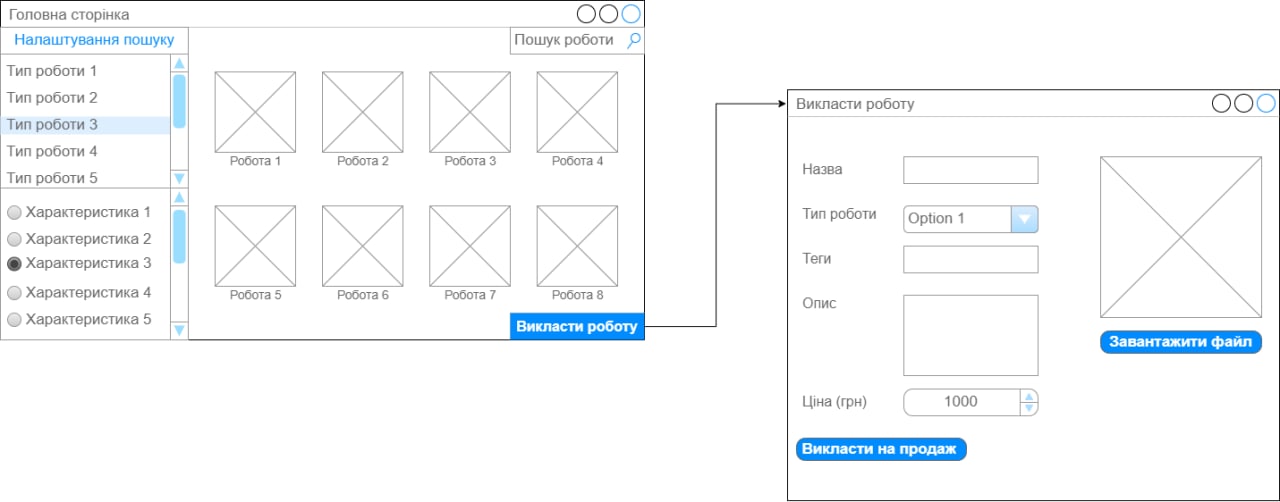 Головна сторінка
Налаштування пошуку
Пошук роботи
Тип роботи 1
Тип роботи 2
Тип роботи 3
Тип роботи 4
Тип роботи 5
Характеристика 1
Характеристика 2
Характеристика 3
Характеристика 4
Характеристика 5
Робота 1
Робота 2
Робота 3
Робота 4
Робота 5
Робота 6
Робота 7
Робота 8
Викласти роботу
Викласти роботу
Назва
Тип роботи
Option 1
Теги
Опис
Ціна (грн)
1000
Завантажити файл
Викласти на продаж